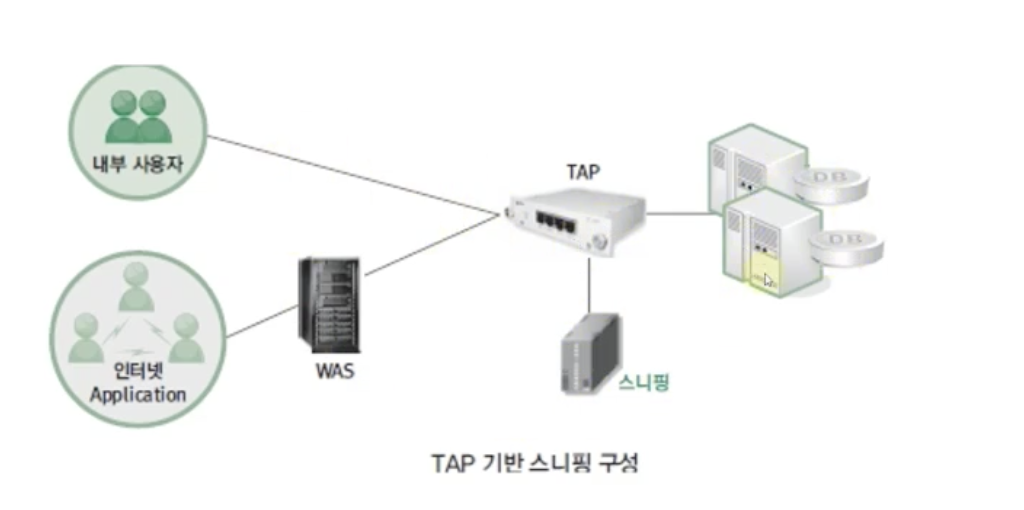 TAP
내부 사용자
DB
DB
인터넷
Application
WAS
스니핑
TAP 기반 스니핑 구성